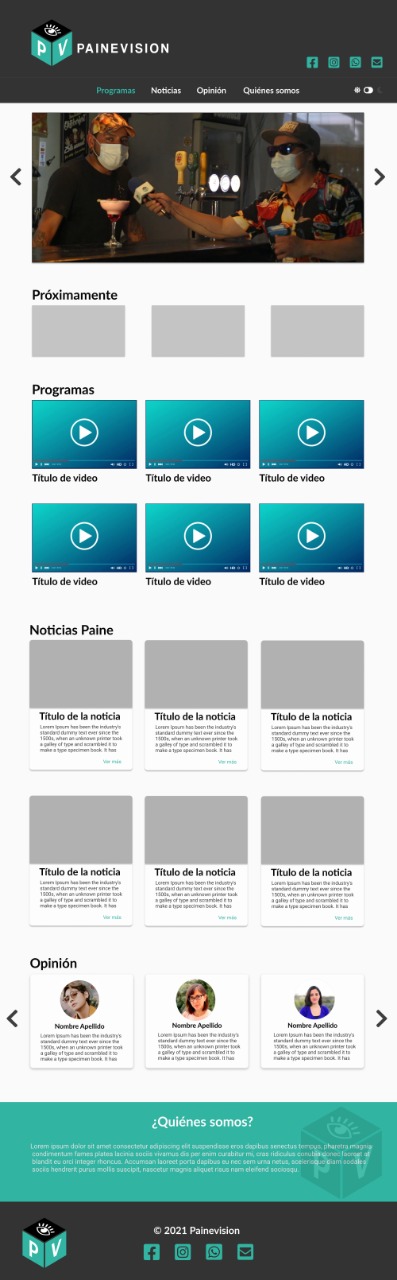 P V PAINEVISION
Programas Noticias Opinión Quiénes somos
Próximamente
Programas
HD HD HD
Título de video Título de video Título de video
HD HD HD
Título de video Título de video Título de video
Noticias Paine
Título de la noticia Título de la noticia Título de la noticia
Lorem Ipsum has been the industry's Lorem Ipsum has been the industry's Lorem Ipsum has been the industry's
standard dummy text ever since the standard dummy text ever since the standard dummy text ever since the
1500s, when an unknown printer took 1500s, when an unknown printer took 1500s, when an unknown printer took
a galley of type and scrambled it to a galley of type and scrambled it to a galley of type and scrambled it to
make a type specimen book. It has make a type specimen book. It has make a type specimen book. It has
Ver más Ver más Ver más
Título de la noticia Título de la noticia Título de la noticia
Lorem Ipsum has been the industry's Lorem Ipsum has been the industry's Lorem Ipsum has been the industry's
standard dummy text ever since the standard dummy text ever since the standard dummy text ever since the
1500s, when an unknown printer took 1500s, when an unknown printer took 1500s, when an unknown printer took
a galley of type and scrambled it to a galley of type and scrambled it to a galley of type and scrambled it to
make a type specimen book. It has make a type specimen book. It has make a type specimen book. It has
Ver más Ver más Ver más
Opinión
Nombre Apellido Nombre Apellido Nombre Apellido
Lorem Ipsum has been the industry's Lorem Ipsum has been the industry's Lorem Ipsum has been the industry's
standard dummy text ever since the standard dummy text ever since the standard dummy text ever since the
1500s, when an unknown printer took 1500s, when an unknown printer took 1500s, when an unknown printer took
a galley of type and scrambled it to a galley of type and scrambled it to a galley of type and scrambled it to
make a type specimen book. It has make a type specimen book. It has make a type specimen book. It has
¿Quiénes somos?
Lorem ipsum dolor sit amet consectetur adipiscing elit suspendisse eros dapibus senectus tempus, pharetra magnis
condimentum fames platea lacinia sociis vivamus dis per enim curabitur mi, cras ridiculus conubia donec facilisi at
blandit eu orci integer rhoncus. Accumsan laoreet porta dapibus eu nec sem urna netus, scelerisque diam sodales
sociis hendrerit purus mollis suscipit, nascetur magnis aliquet risus nam eleifend sociosqu.
P V
© 2021 Painevision
P V